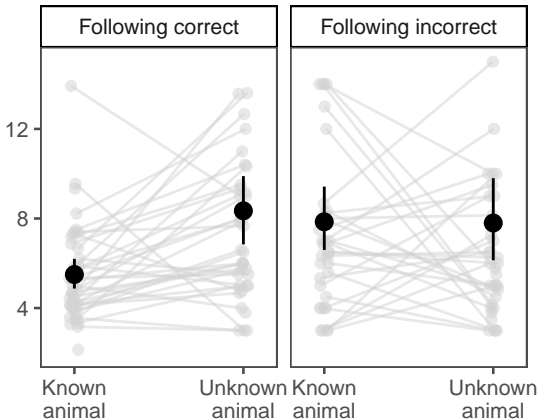 Following correct
Following incorrect
12
8
4
Known animal
Unknown animal
Known animal
Unknown animal